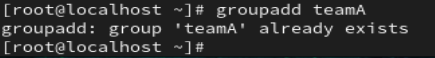 [root@localhost ~]# groupadd teamA
groupadd: group 'teamA' already exists
[root@localhost ~]#